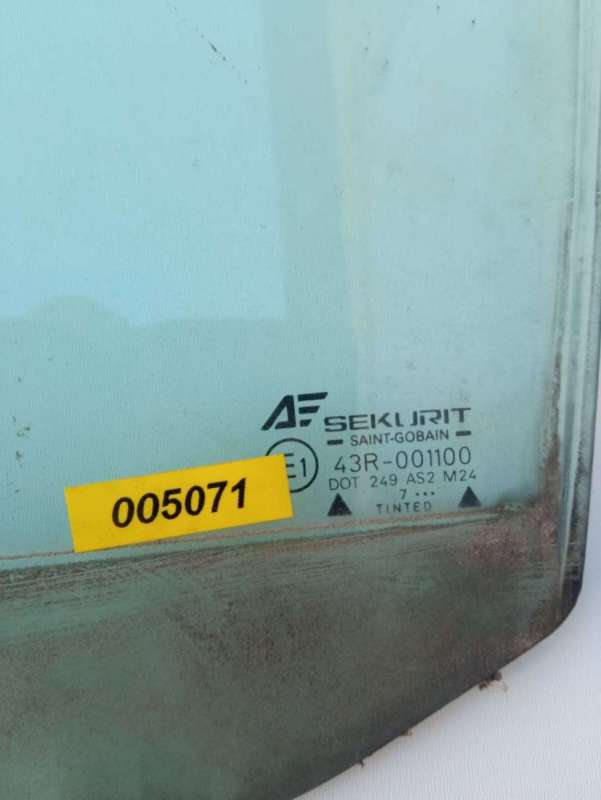 AF SEKURIT
SAINT-GOBAIN
E1 43R-001100
DOT 249 AS2 M24
7 ...
TINTED
005071